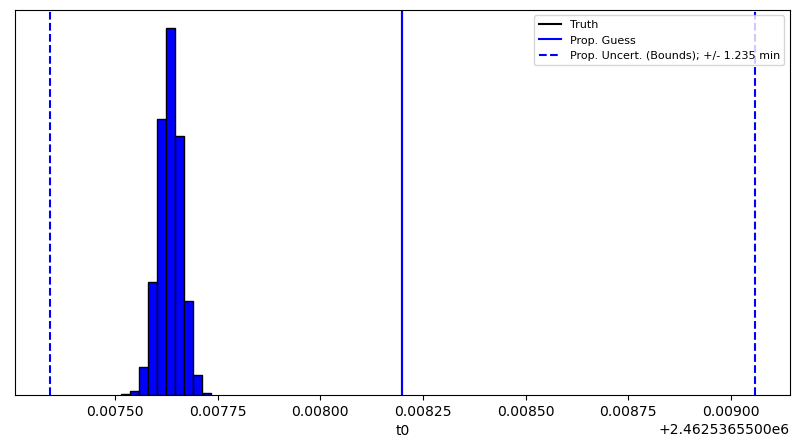 Truth
Prop. Guess
Prop. Uncert. (Bounds); +/- 1.235 min
0.00750 0.00775 0.00800 0.00825 0.00850 0.00875 0.00900
t0
+2.4625365500e6